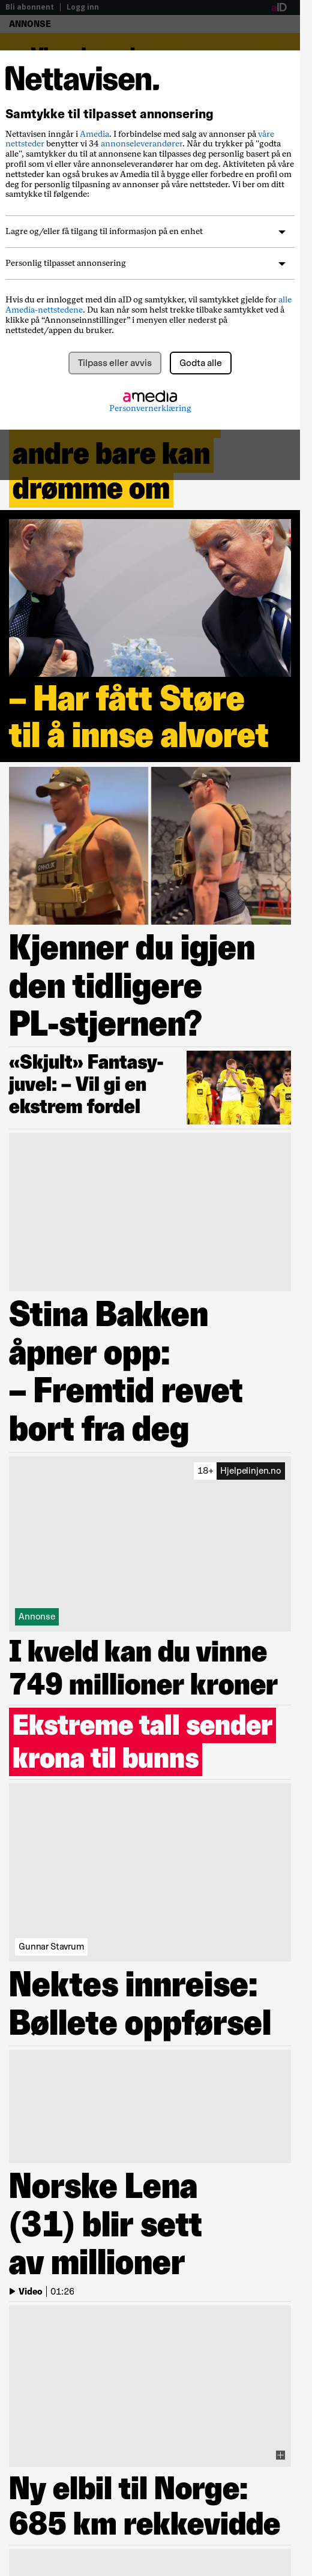 Bli abonnent
Logg inn
aID
ANNONSE
Nettavisen.
Samtykke til tilpasset annonsering
Nettavisen inngår i Amedia. I forbindelse med salg av annonser på våre
nettsteder benytter vi 34 annonseleverandører. Når du trykker på "godta
alle", samtykker du til at annonsene kan tilpasses deg personlig basert på en
profil som vi eller våre annonseleverandører har om deg. Aktiviteten på våre
nettsteder kan også brukes av Amedia til å bygge eller forbedre en profil om
deg for personlig tilpasning av annonser på våre nettsteder. Vi ber om ditt
samtykke til følgende:
Lagre og/eller få tilgang til informasjon på en enhet
Personlig tilpasset annonsering
Hvis du er innlogget med din aID og samtykker, vil samtykket gjelde for alle
Amedia-nettstedene. Du kan når som helst trekke tilbake samtykket ved å
klikke på “Annonseinnstillinger” i menyen eller nederst på
nettstedet/appen du bruker.
Tilpass eller avvis
Godta alle
amedia
Personvernerklæring
andre bare kan
drømme om
– Har fått Støre
til å innse alvoret
Kjenner du igjen
den tidligere
PL-stjernen?
«Skjult» Fantasy-
juvel: – Vil gi en
ekstrem fordel
Stina Bakken
åpner opp:
– Fremtid revet
bort fra deg
18+ Hjelpelinjen.no
Annonse
I kveld kan du vinne
749 millioner kroner
Ekstreme tall sender
krona til bunns
Gunnar Stavrum
Nektes innreise:
Bøllete oppførsel
Norske Lena
(31) blir sett
av millioner
Video | 01:26
Ny elbil til Norge:
685 km rekkevidde